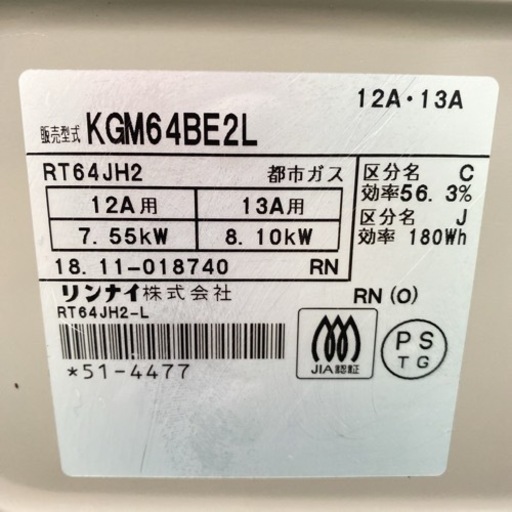 12A・13A
販売型式 KGM64BE2L
RT64JH2 都市ガス
12A用 13A用
7.55kW 8.10kW
18.11-018740 RN
リンナイ株式会社
RT64JH2-L
*51-4477
区分名 C
効率56.3%
区分名 J
効率 180Wh
RN(O)
JIA認証
PS
TG